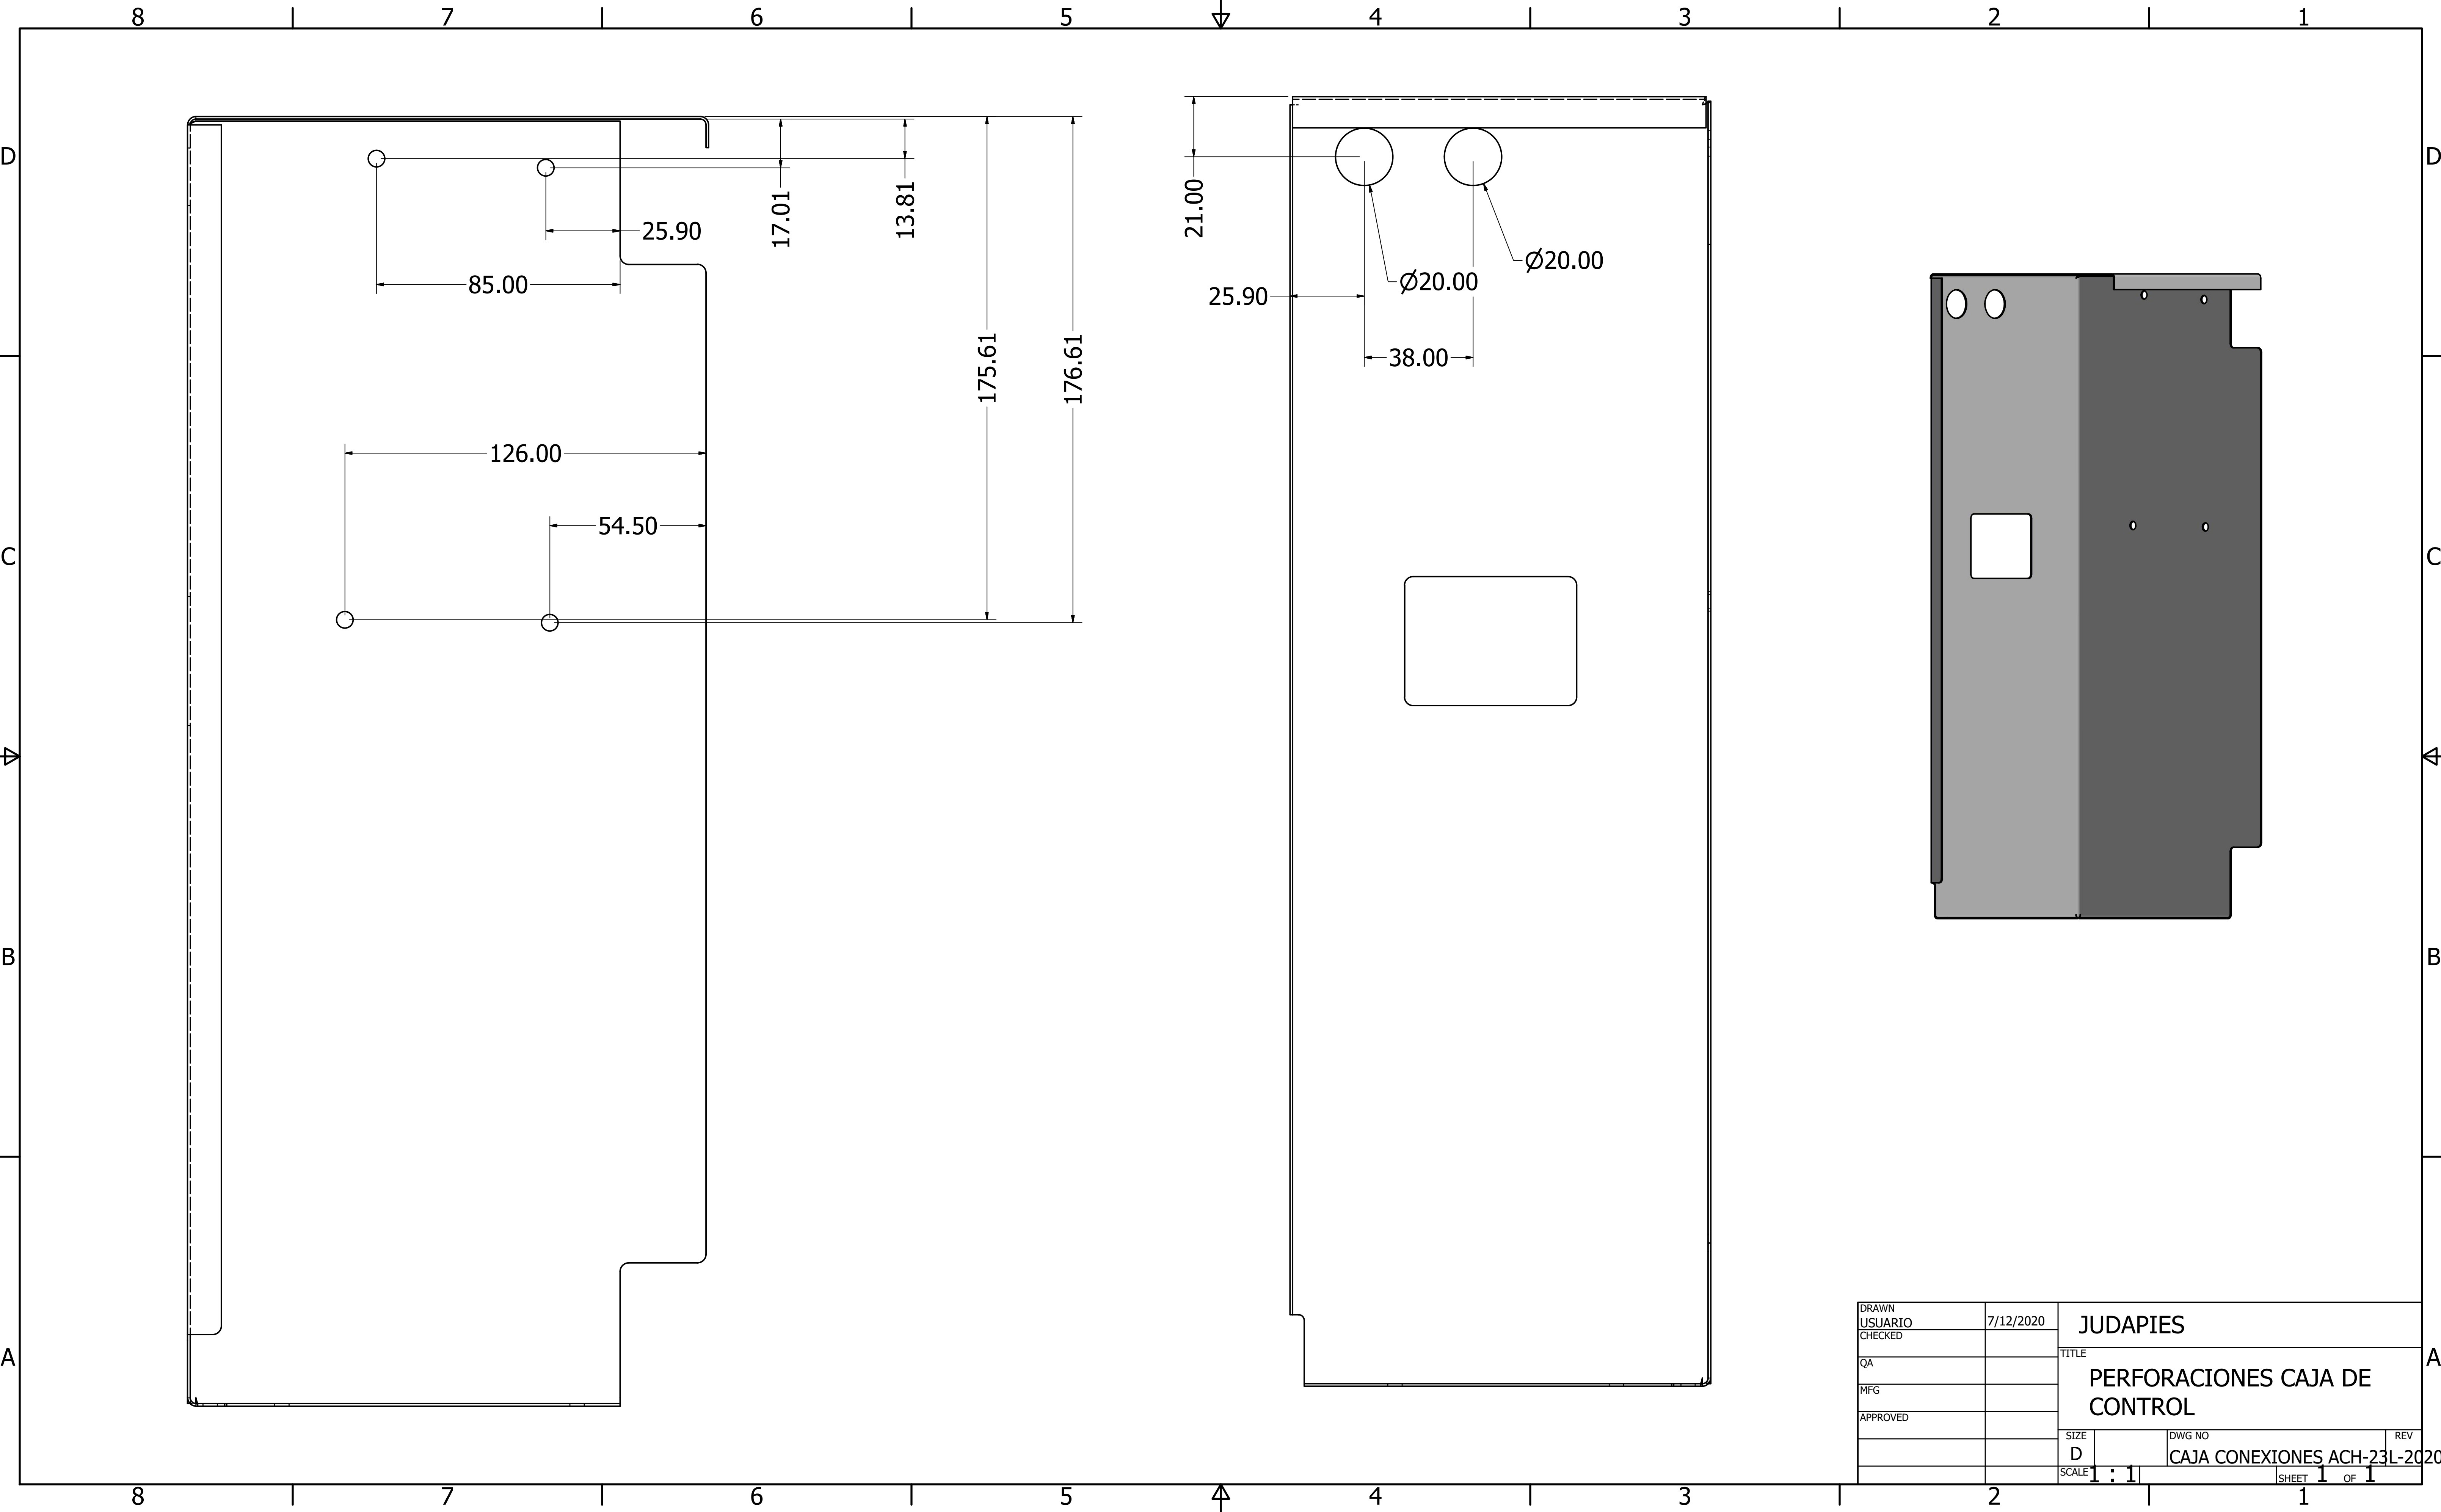 8 7 6 5 4 3 2 1
D D
17.01
13.81
21.00
25.90
85.00
Ø20.00
Ø20.00
25.90
38.00
175.61
176.61
126.00
54.50
C C
B B
A A
DRAWN
USUARIO 7/12/2020
CHECKED
QA
MFG
APPROVED
JUDAPIES
TITLE
PERFORACIONES CAJA DE
CONTROL
SIZE
D
DWG NO
CAJA CONEXIONES ACH-23L-2020
REV
SCALE 1 : 1
SHEET 1 OF 1
8 7 6 5 4 3 2 1